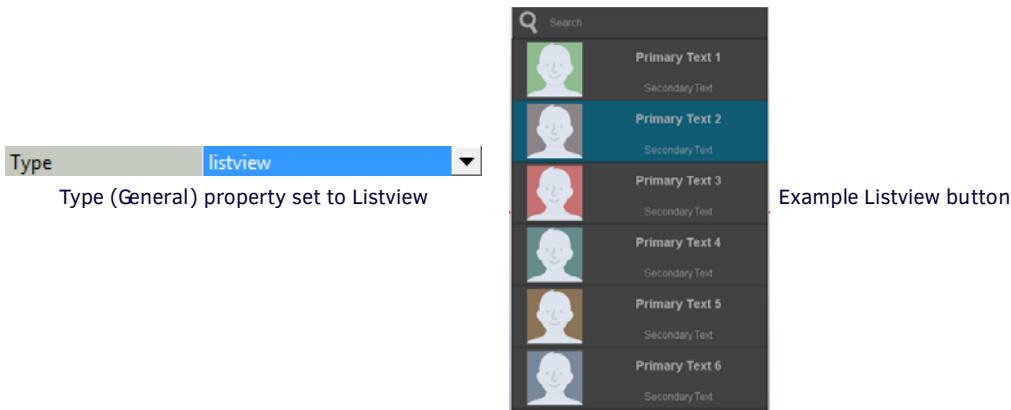 Type
listview
Type (General) property set to Listview
Search
Primary Text 1
Secondary Text
Primary Text 2
Secondary Text
Primary Text 3
Secondary Text
Primary Text 4
Secondary Text
Primary Text 5
Secondary Text
Primary Text 6
Secondary Text
Example Listview button